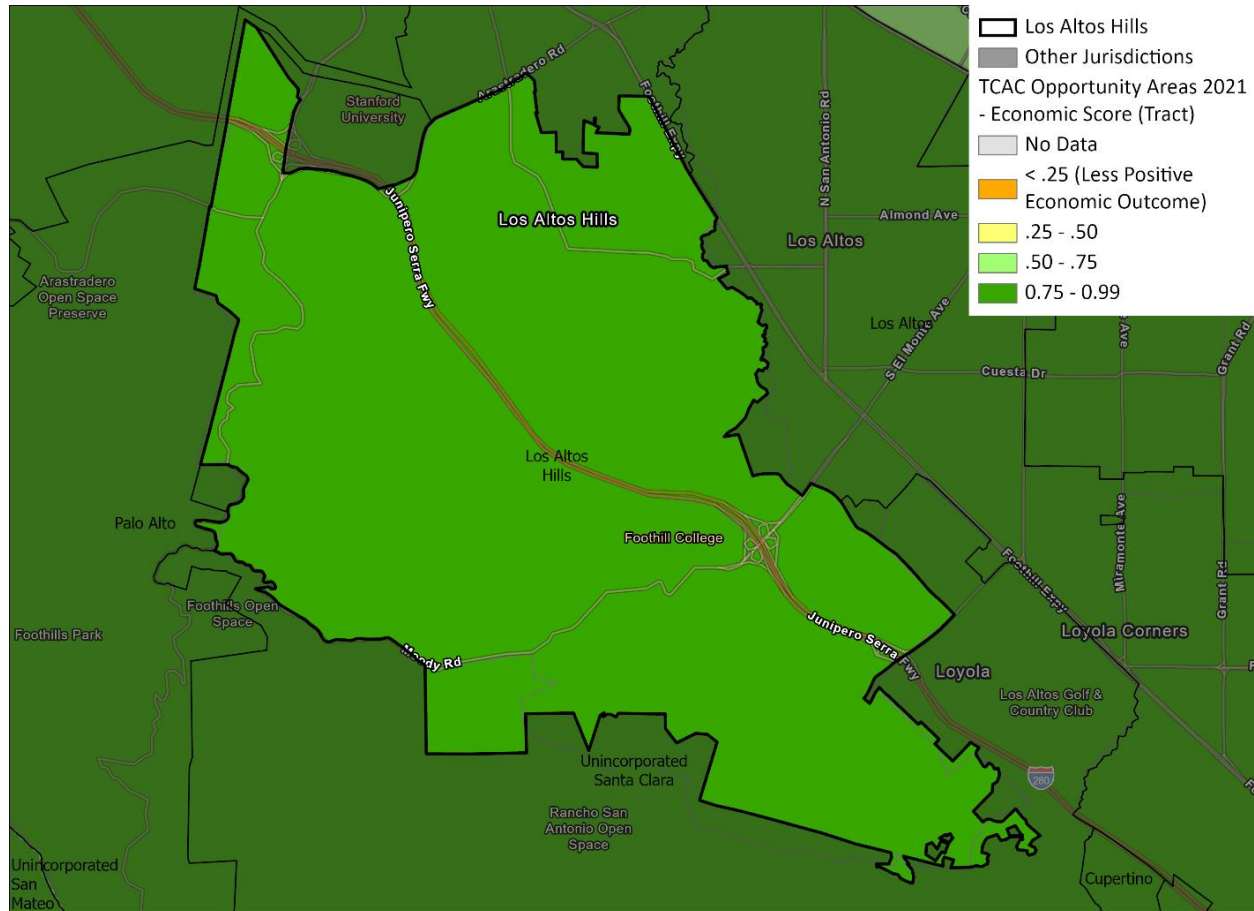 Los Altos Hills
Other Jurisdictions
TCAC Opportunity Areas 2021
- Economic Score (Tract)
No Data
< .25 (Less Positive
Economic Outcome)
.25 - .50
.50 - .75
0.75 - 0.99
Arastradero Rd
Stanford
University
Foothill Expy
N San Antonio Rd
Almond Ave
Los Altos Hills
Los Altos
Junipero Serra Fwy
Arastradero
Open Space
Preserve
Los Altos
S El Monte Ave
Cuesta Dr
Grant Rd
Los Altos
Hills
Palo Alto
Foothill College
Foothills Open
Space
Foothills Park
Moody Rd
Junipero Serra Fwy
Foothill Expy
Miramonte Ave
Grant Rd
Loyola Corners
Loyola
Los Altos Golf &
Country Club
Unincorporated
Santa Clara
280
Rancho San
Antonio Open
Space
Unincorporated
San
Mateo
Cupertino